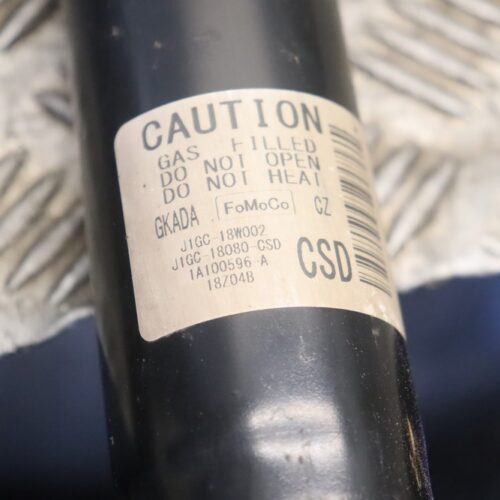 CAUTION
GAS FILLED
DO NOT OPEN
DO NOT HEAT
GKADA FoMoCo CZ
J1GC-18W002
J1GC-18080-CSD
1A100596-A
18/04B
CSD